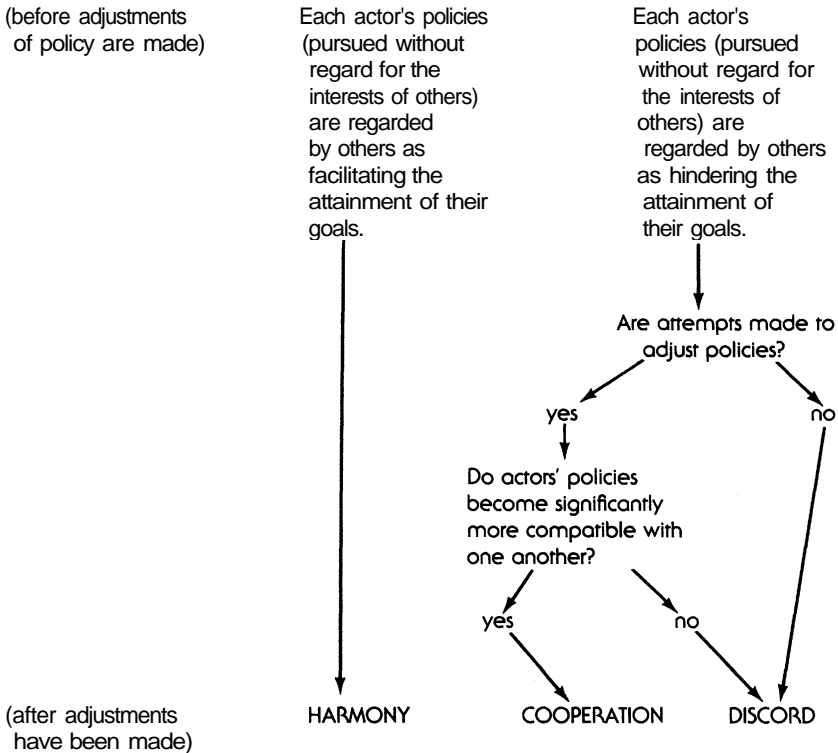 (before adjustments
of policy are made)
Each actor's policies
(pursued without
regard for the
interests of others)
are regarded
by others as
facilitating the
attainment of their
goals.
Each actor's
policies (pursued
without regard for
the interests of
others) are
regarded by others
as hindering the
attainment of
their goals.
Are attempts made to
adjust policies?
yes
no
Do actors' policies
become significantly
more compatible with
one another?
yes
no
(after adjustments
have been made)
HARMONY
COOPERATION
DISCORD